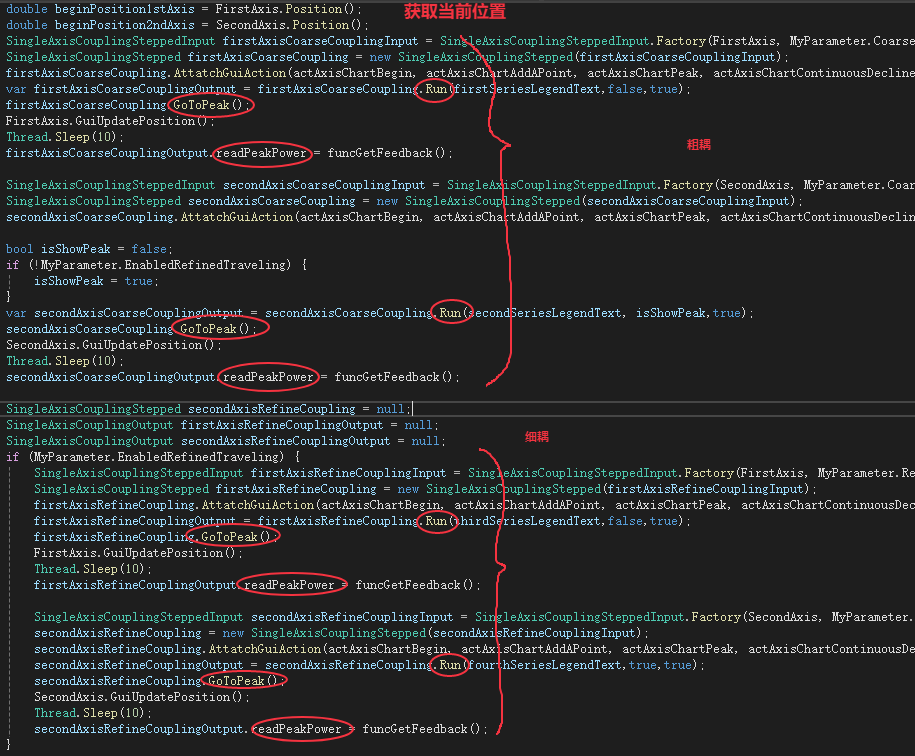 double beginPosition1stAxis = FirstAxis.Position();
获取当前位置
double beginPosition2ndAxis = SecondAxis.Position();
SingleAxisCouplingSteppedInput firstAxisCoarseCouplingInput = SingleAxisCouplingSteppedInput.Factory(FirstAxis, MyParameter.Coarse
SingleAxisCouplingStepped firstAxisCoarseCoupling = new SingleAxisCouplingStepped(firstAxisCoarseCouplingInput);
firstAxisCoarseCoupling.AttatchGuiAction(actAxisChartBegin, actAxisChartAddAPoint, actAxisChartPeak, actAxisChartContinuousDecline
var firstAxisCoarseCouplingOutput = firstAxisCoarseCoupling.Run(firstSeriesLegendText,false,true);
firstAxisCoarseCoupling.GoToPeak();
FirstAxis.GuiUpdatePosition();
Thread.Sleep(10);
粗耦
firstAxisCoarseCouplingOutput.readPeakPower = funcGetFeedback();
SingleAxisCouplingSteppedInput secondAxisCoarseCouplingInput = SingleAxisCouplingSteppedInput.Factory(SecondAxis, MyParameter.Coar
SingleAxisCouplingStepped secondAxisCoarseCoupling = new SingleAxisCouplingStepped(secondAxisCoarseCouplingInput);
secondAxisCoarseCoupling.AttatchGuiAction(actAxisChartBegin, actAxisChartAddAPoint, actAxisChartPeak, actAxisChartContinuousDeclin
bool isShowPeak = false;
if (!MyParameter.EnabledRefinedTraveling) {
isShowPeak = true;
}
var secondAxisCoarseCouplingOutput = secondAxisCoarseCoupling.Run(secondSeriesLegendText, isShowPeak,true);
secondAxisCoarseCoupling.GoToPeak();
SecondAxis.GuiUpdatePosition();
Thread.Sleep(10);
secondAxisCoarseCouplingOutput.readPeakPower = funcGetFeedback();
SingleAxisCouplingStepped secondAxisRefineCoupling = null;
SingleAxisCouplingOutput firstAxisRefineCouplingOutput = null;
SingleAxisCouplingOutput secondAxisRefineCouplingOutput = null;
细耦
if (MyParameter.EnabledRefinedTraveling) {
SingleAxisCouplingSteppedInput firstAxisRefineCouplingInput = SingleAxisCouplingSteppedInput.Factory(FirstAxis, MyParameter.Re
SingleAxisCouplingStepped firstAxisRefineCoupling = new SingleAxisCouplingStepped(firstAxisRefineCouplingInput);
firstAxisRefineCoupling.AttatchGuiAction(actAxisChartBegin, actAxisChartAddAPoint, actAxisChartPeak, actAxisChartContinuousDec
firstAxisRefineCouplingOutput = firstAxisRefineCoupling.Run(thirdSeriesLegendText,false,true);
firstAxisRefineCoupling.GoToPeak();
FirstAxis.GuiUpdatePosition();
Thread.Sleep(10);
firstAxisRefineCouplingOutput.readPeakPower = funcGetFeedback();
SingleAxisCouplingSteppedInput secondAxisRefineCouplingInput = SingleAxisCouplingSteppedInput.Factory(SecondAxis, MyParameter.
secondAxisRefineCoupling = new SingleAxisCouplingStepped(secondAxisRefineCouplingInput);
secondAxisRefineCoupling.AttatchGuiAction(actAxisChartBegin, actAxisChartAddAPoint, actAxisChartPeak, actAxisChartContinuousDe
secondAxisRefineCouplingOutput = secondAxisRefineCoupling.Run(fourthSeriesLegendText,true,true);
secondAxisRefineCoupling.GoToPeak();
SecondAxis.GuiUpdatePosition();
Thread.Sleep(10);
secondAxisRefineCouplingOutput.readPeakPower = funcGetFeedback();
}